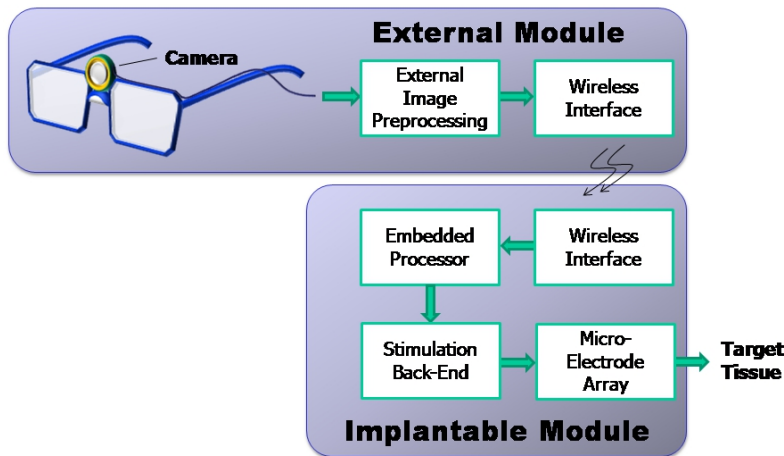 External Module
Camera
External
Image
Preprocessing
Wireless
Interface
Embedded
Processor
Wireless
Interface
Stimulation
Back-End
Micro-
Electrode
Array
Target
Tissue
Implantable Module